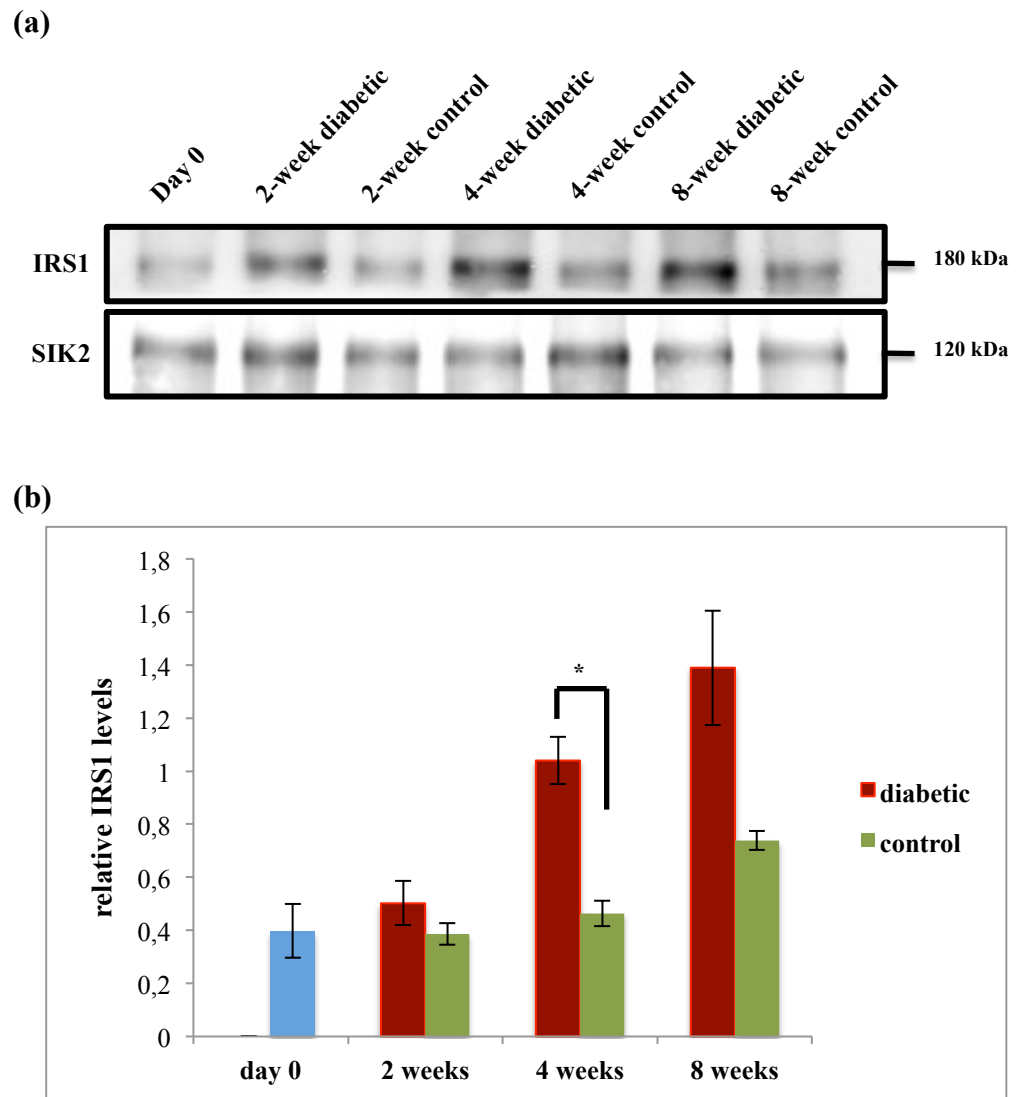 (a)
Day 0
2-week diabetic
2-week control
4-week diabetic
4-week control
8-week diabetic
8-week control
IRS1
180 kDa
SIK2
120 kDa
(b)
relative IRS1 levels
1,8
1,6
1,4
1,2
1
0,8
0,6
0,4
0,2
0
*
diabetic
control
day 0
2 weeks
4 weeks
8 weeks